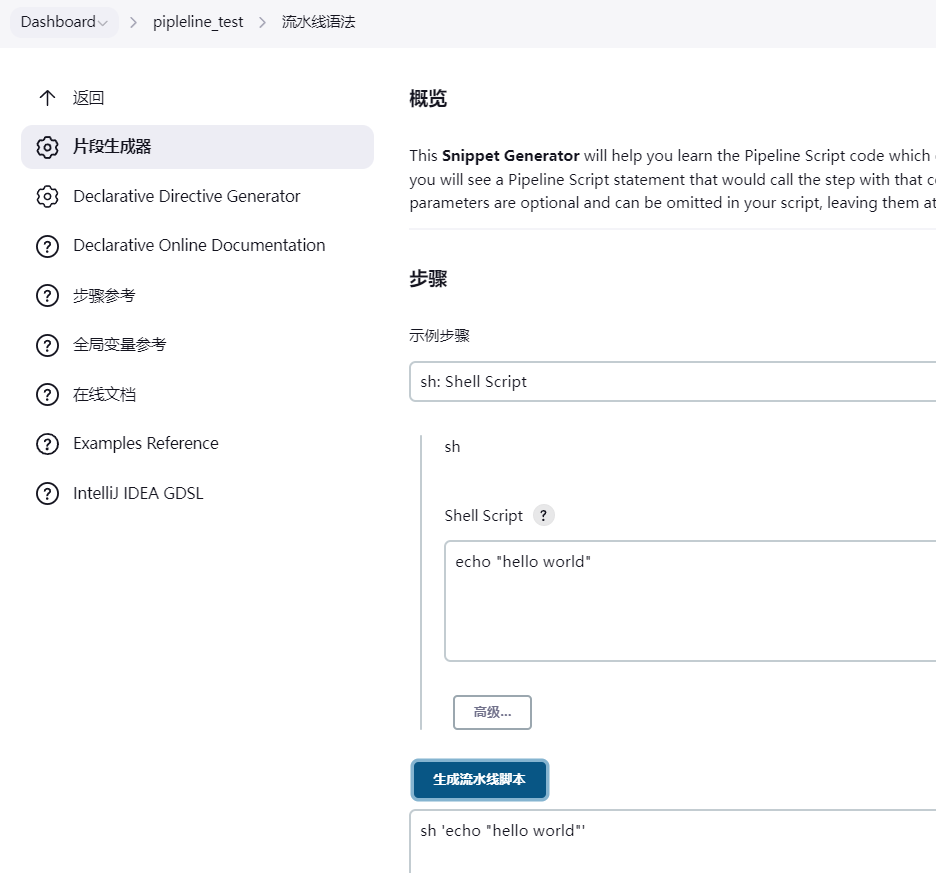 Dashboard pipleline_test 流水线语法
返回
片段生成器
Declarative Directive Generator
Declarative Online Documentation
步骤参考
全局变量参考
在线文档
Examples Reference
IntelliJ IDEA GDSL
概览
This Snippet Generator will help you learn the Pipeline Script code which
you will see a Pipeline Script statement that would call the step with that
parameters are optional and can be omitted in your script, leaving them at
步骤
示例步骤
sh: Shell Script
sh
Shell Script ?
echo "hello world"
高级...
生成流水线脚本
sh 'echo "hello world"'